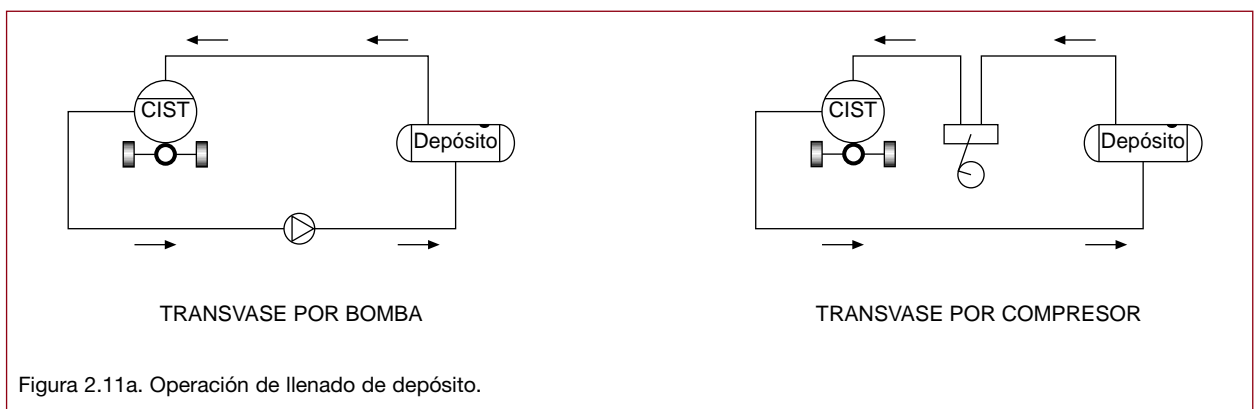 CIST
Depósito
CIST
Depósito
TRANSVASE POR BOMBA
TRANSVASE POR COMPRESOR
Figura 2.11a. Operación de llenado de depósito.